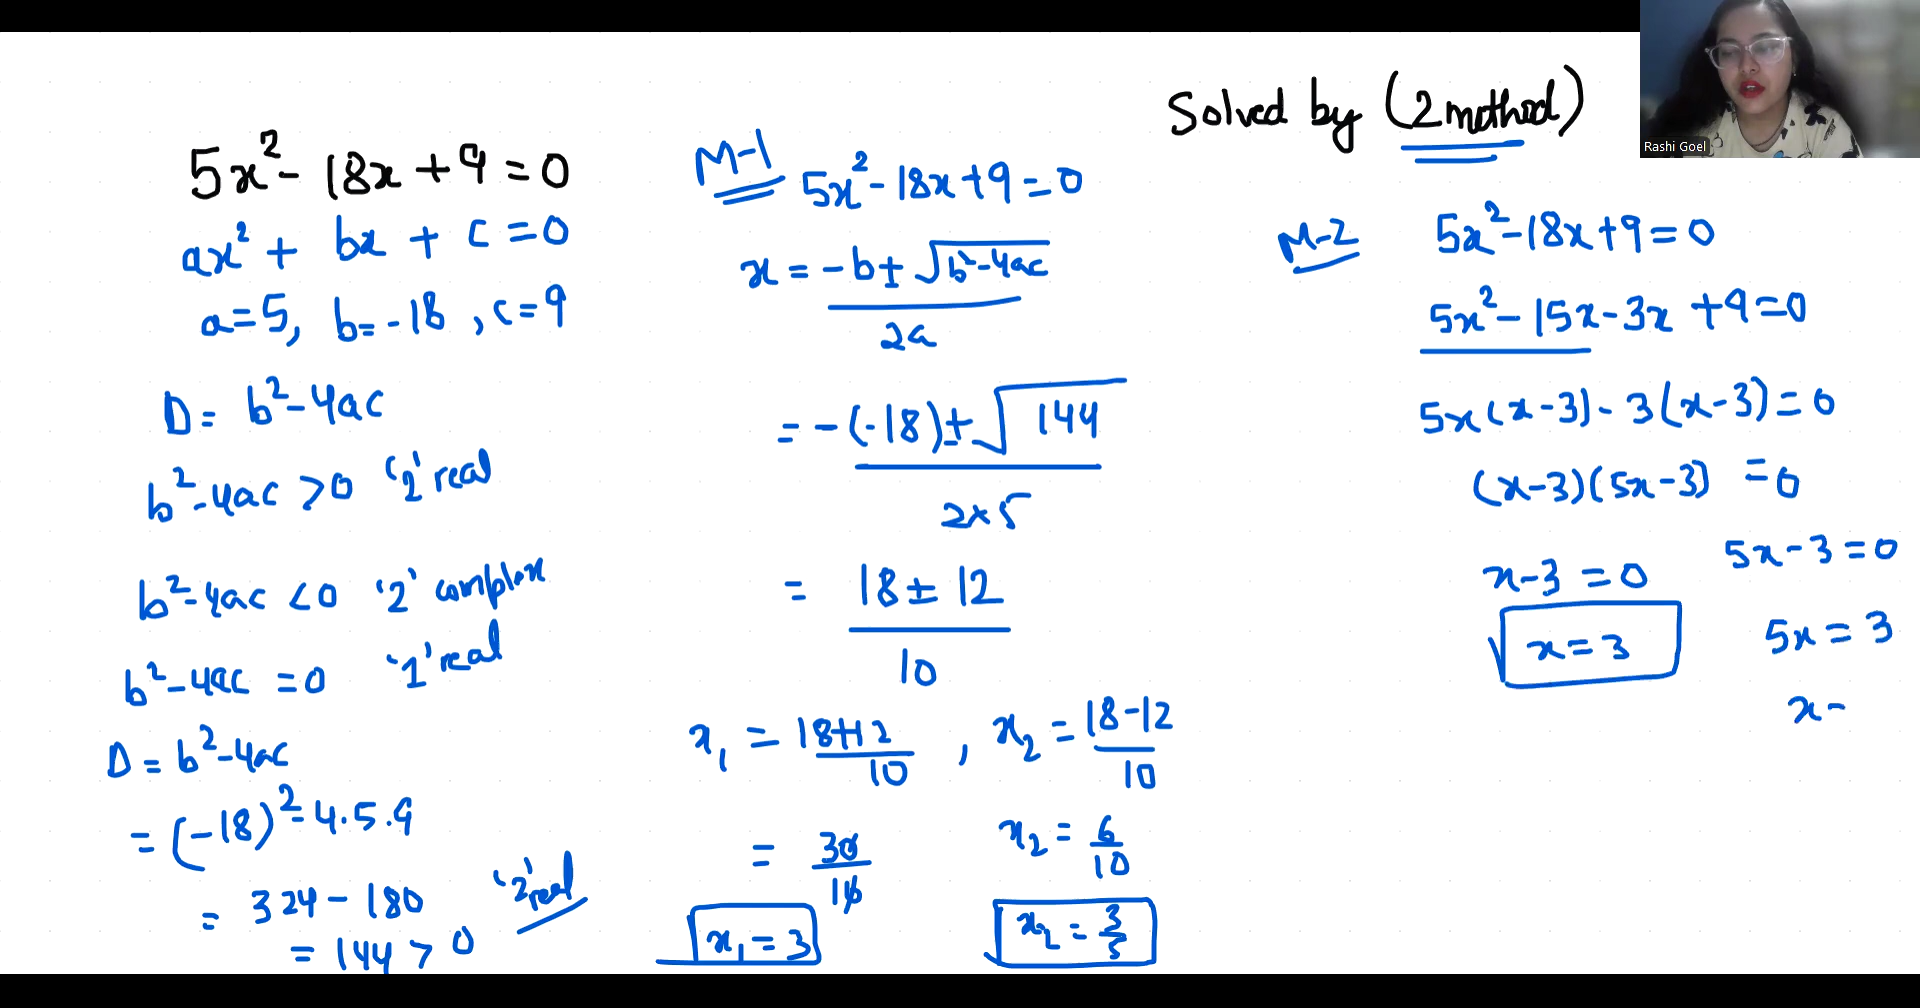 Solved by (2 method)
Rashi Goel
5x² - 18x + 9 = 0
ax² + bx + c = 0
a = 5, b = -18, c = 9
D = b² - 4ac
b² - 4ac > 0 '2' real
b² - 4ac < 0 '2' complex
b² - 4ac = 0 '1' real
D = b² - 4ac
= (-18)² - 4.5.9
= 324 - 180
= 144 > 0 '2' real
M-1
5x² - 18x + 9 = 0
x = -b ± √b² - 4ac
2a
= -(-18) ± √144
2×5
= 18 ± 12
10
x₁ = 18+12 , x₂ = 18-12
10 10
= 30 x₂ = 6
10 10
x₁ = 3 x₂ = 3/5
M-2 5x² - 18x + 9 = 0
5x² - 15x - 3x + 9 = 0
5x(x-3) - 3(x-3) = 0
(x-3)(5x-3) = 0
x - 3 = 0 5x - 3 = 0
x = 3 5x = 3
x -